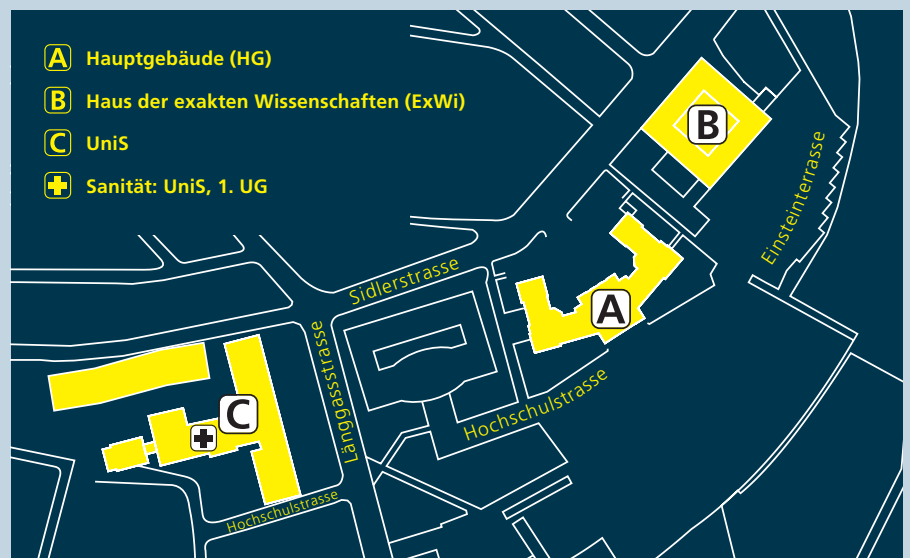 A Hauptgebäude (HG)
B Haus der exakten Wissenschaften (ExWi)
C UniS
Sanität: UniS, 1. UG
B
Einsteinterrasse
Sidlerstrasse
A
Länggassstrasse
Hochschulstrasse
C
Hochschulstrasse